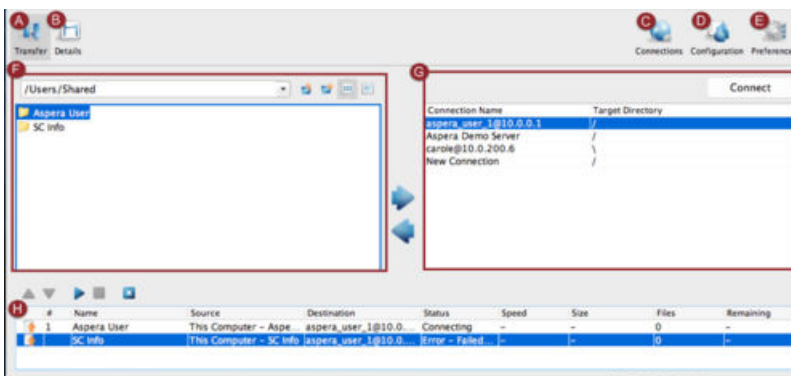 A B C D E
Transfer Details Connections Configuration Preference
F G
/Users/Shared Connect
Aspera User
SC Info
Connection Name Target Directory
aspera_user_1@10.0.0.1 /
Aspera Demo Server /
carole@10.0.200.6 \
New Connection /
H
# Name Source Destination Status Speed Size Files Remaining
1 Aspera User This Computer – Aspe... aspera_user_1@10.0.... Connecting – – 0 –
SC Info This Computer – SC Info aspera_user_1@10.0.... Error – Failed... – – 0 –